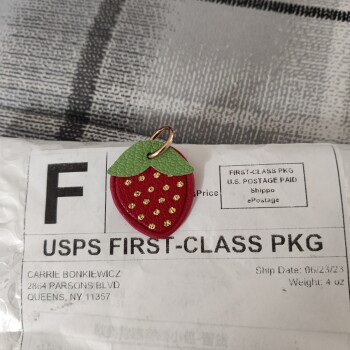 F
FIRST-CLASS PKG
U.S. POSTAGE PAID
Shippo
ePostage
Price
USPS FIRST-CLASS PKG
CARRIE BONKIEWICZ
2864 PARSONS BLVD
QUEENS, NY 11357
Ship Date: 06/23/23
Weight: 4 oz